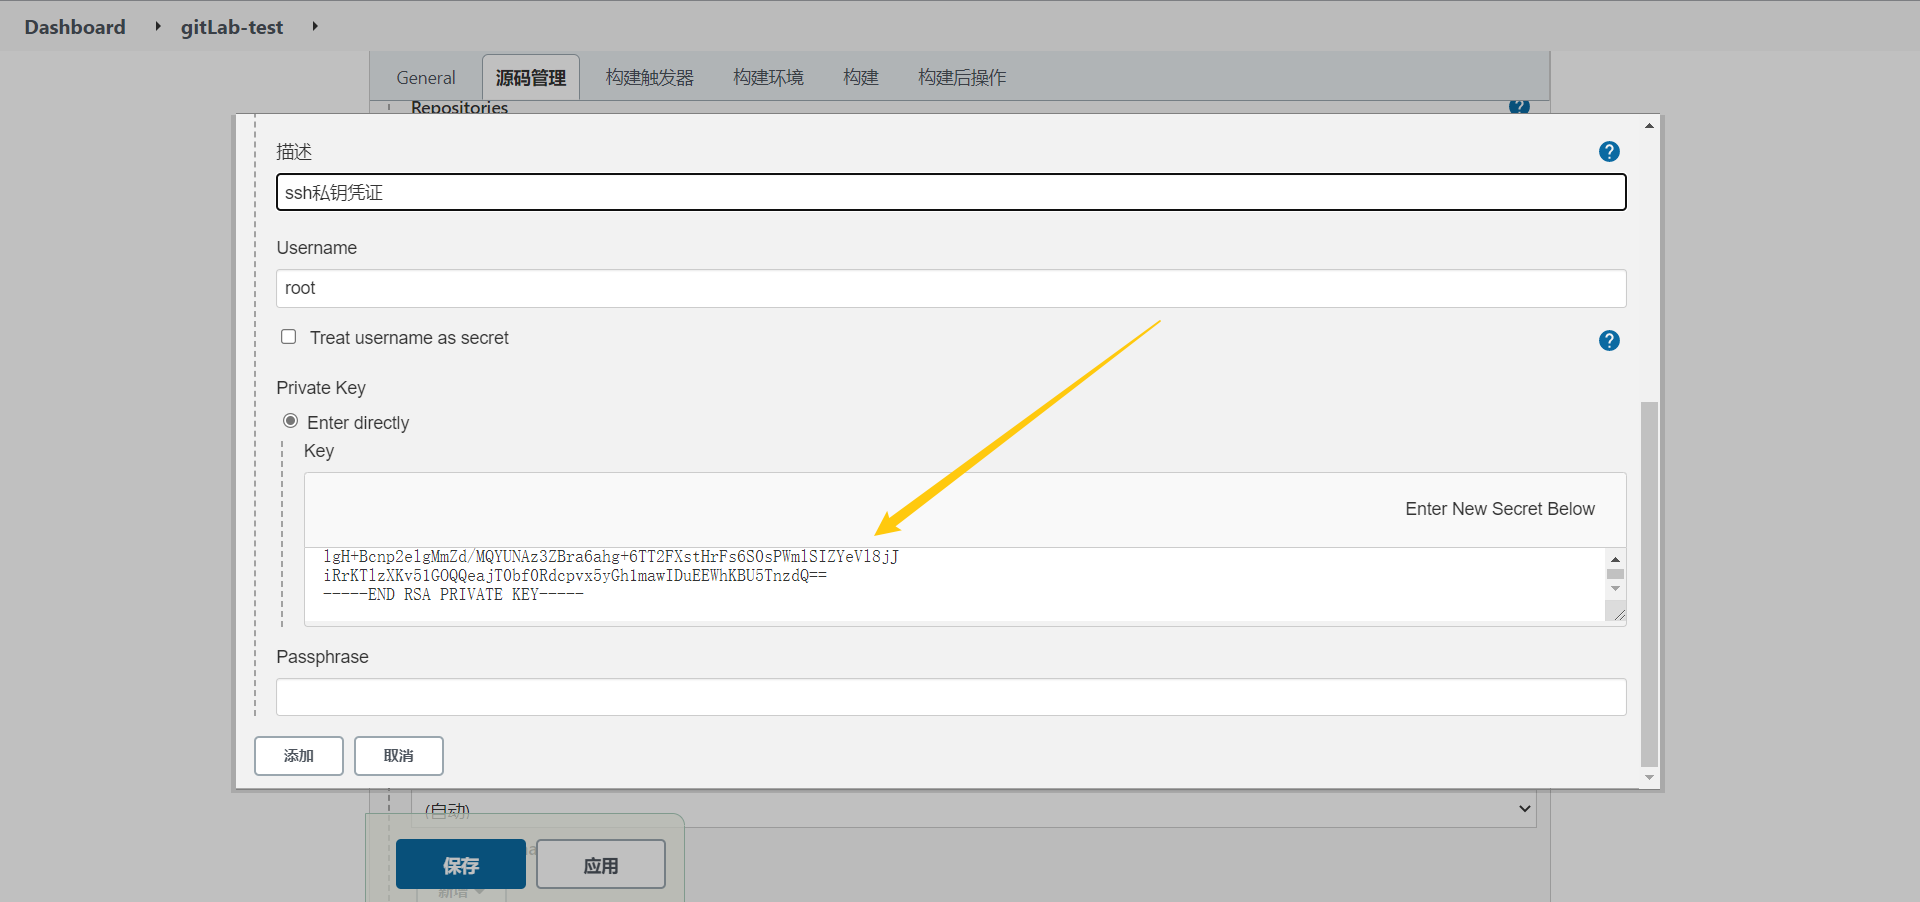 Dashboard
gitLab-test
General
源码管理
构建触发器
构建环境
构建
构建后操作
Repositories
描述
ssh私钥凭证
Username
root
Treat username as secret
Private Key
Enter directly
Key
Enter New Secret Below
lgH+Bcnp2elgMmZd/MQYUNAz3ZBra6ahg+6TT2FXstHrFs6S0sPWmlSIZYeVl8jJ
iRrKTlzXKv51GOQQeajT0bfORdcpvx5yGhlmawIDuEEWhKBU5TnzdQ==
-----END RSA PRIVATE KEY-----
Passphrase
添加
取消
(自动)
保存
应用
新增